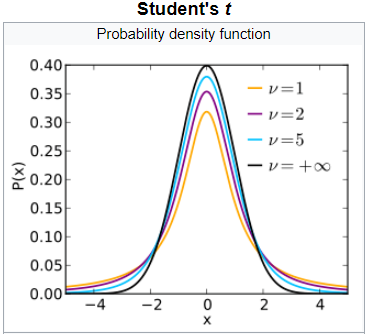 Student's t
Probability density function
0.40
0.35
0.30
0.25
0.20
0.15
0.10
0.05
0.00
P(x)
ν=1
ν=2
ν=5
ν=+∞
−4 −2 0 2 4
x